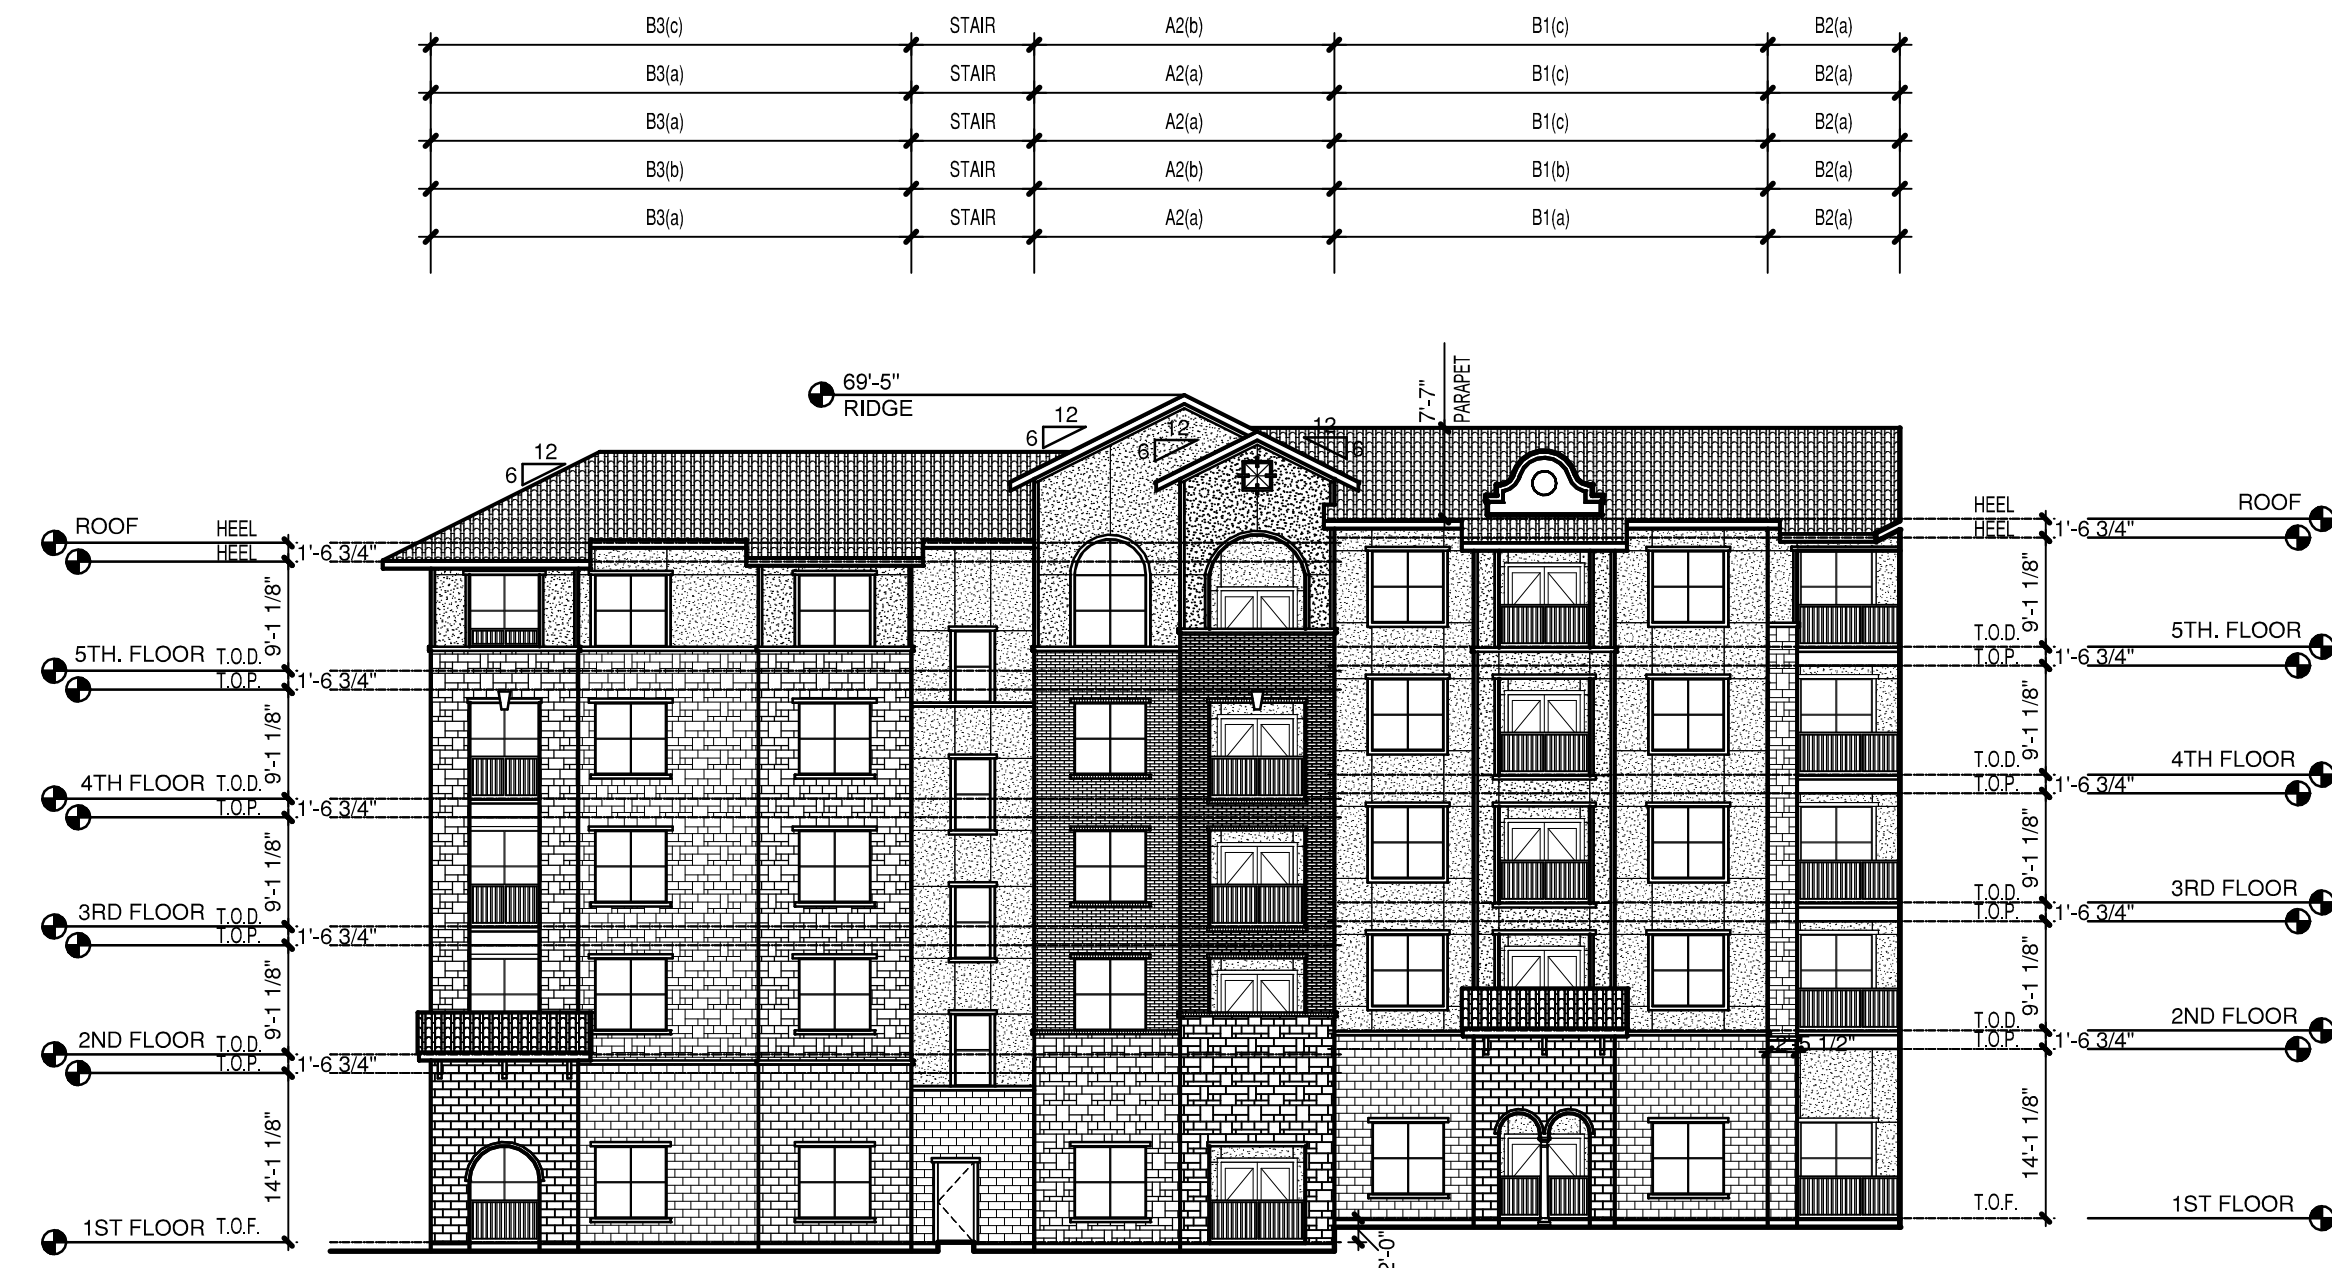 B3(c) STAIR A2(b) B1(c) B2(a)
B3(a) STAIR A2(a) B1(c) B2(a)
B3(a) STAIR A2(a) B1(c) B2(a)
B3(b) STAIR A2(b) B1(b) B2(a)
B3(a) STAIR A2(a) B1(a) B2(a)
69'-5"
RIDGE
7'-7"
PARAPET
12
6
12
6
12
6
12
6
ROOF HEEL
HEEL 1'-6 3/4"
9'-1 1/8"
5TH. FLOOR T.O.D.
T.O.P. 1'-6 3/4"
9'-1 1/8"
4TH FLOOR T.O.D.
T.O.P. 1'-6 3/4"
9'-1 1/8"
3RD FLOOR T.O.D.
T.O.P. 1'-6 3/4"
9'-1 1/8"
2ND FLOOR T.O.D.
T.O.P. 1'-6 3/4"
14'-1 1/8"
1ST FLOOR T.O.F.
HEEL ROOF
HEEL 1'-6 3/4"
9'-1 1/8"
T.O.D. 5TH. FLOOR
T.O.P. 1'-6 3/4"
9'-1 1/8"
T.O.D. 4TH FLOOR
T.O.P. 1'-6 3/4"
9'-1 1/8"
T.O.D. 3RD FLOOR
T.O.P. 1'-6 3/4"
9'-1 1/8"
T.O.D. 2ND FLOOR
T.O.P. 1'-6 3/4"
2'-5 1/2"
14'-1 1/8"
T.O.F. 1ST FLOOR
2'-0"